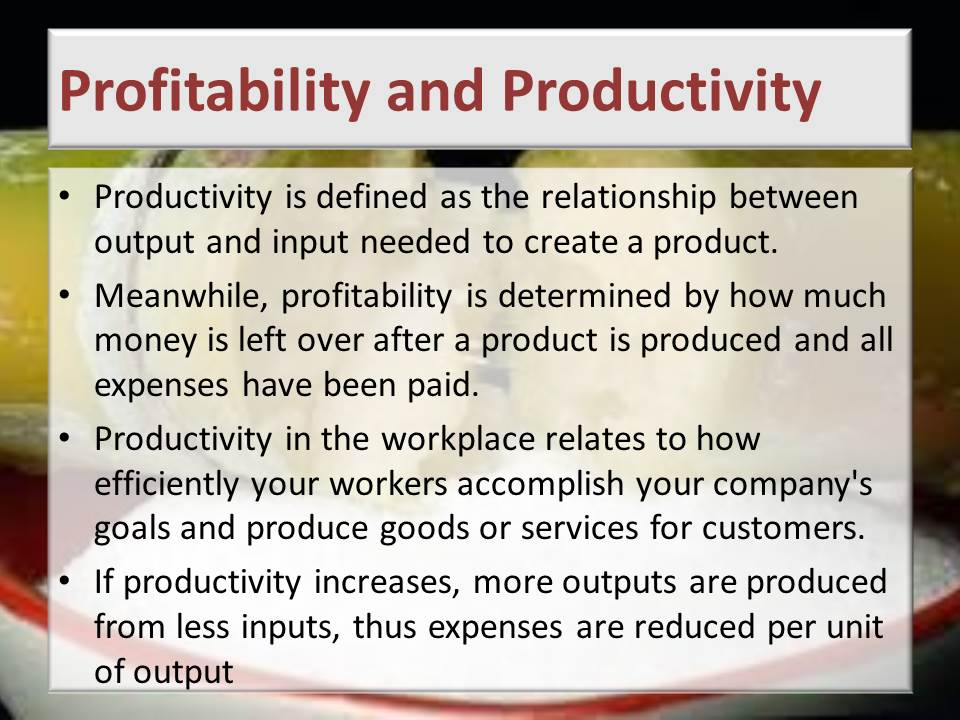 Profitability and Productivity
• Productivity is defined as the relationship between
output and input needed to create a product.
• Meanwhile, profitability is determined by how much
money is left over after a product is produced and all
expenses have been paid.
• Productivity in the workplace relates to how
efficiently your workers accomplish your company's
goals and produce goods or services for customers.
• If productivity increases, more outputs are produced
from less inputs, thus expenses are reduced per unit
of output